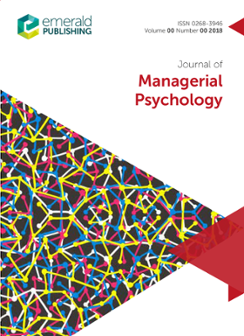 emerald
PUBLISHING
ISSN 0268-3946
Volume 00 Number 00 2018
Journal of
Managerial
Psychology